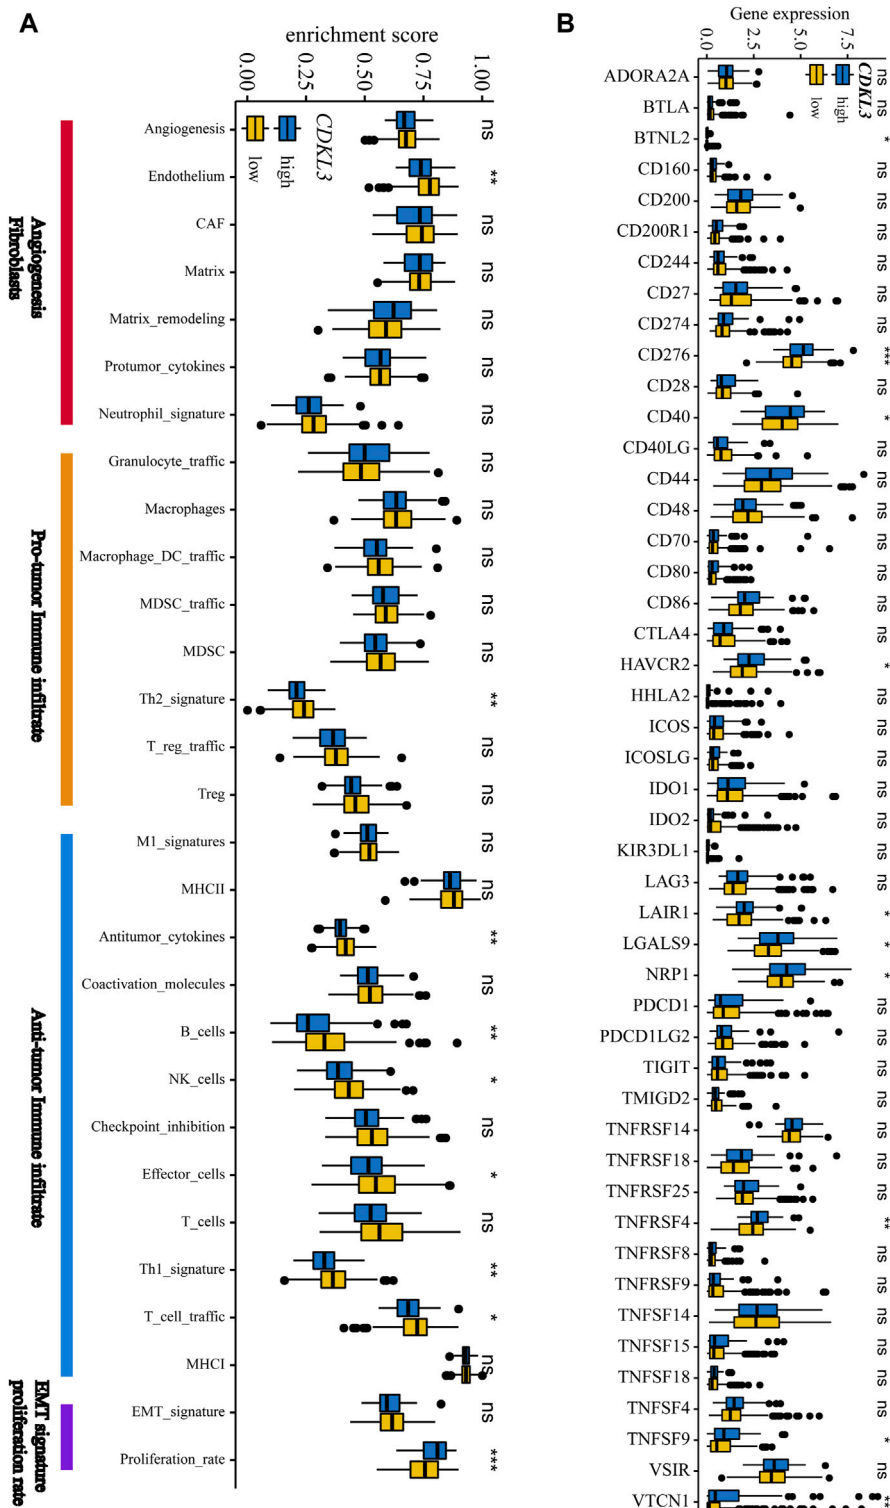 A
enrichment score
0.00
0.25
0.50
0.75
1.00
CDKL3
high
low
Angiogenesis ns
Endothelium **
CAF ns
Matrix ns
Matrix_remodeling ns
Protumor_cytokines ns
Neutrophil_signature ns
Granulocyte_traffic ns
Macrophages ns
Macrophage_DC_traffic ns
MDSC_traffic ns
MDSC ns
Th2_signature **
T_reg_traffic ns
Treg ns
M1_signatures ns
MHCII ns
Antitumor_cytokines **
Coactivation_molecules ns
B_cells **
NK_cells *
Checkpoint_inhibition ns
Effector_cells *
T_cells ns
Th1_signature **
T_cell_traffic *
MHCI ns
EMT_signature ns
Proliferation_rate ***
Angiogenesis
Fibroblasts
Pro-tumor Immune infiltrate
Anti-tumor Immune infiltrate
EMT signature
proliferation rate
B
Gene expression
0.0
2.5
5.0
7.5
CDKL3
high
low
ADORA2A ns
BTLA ns
BTNL2 *
CD160 ns
CD200 ns
CD200R1 ns
CD244 ns
CD27 ns
CD274 ns
CD276 ***
CD28 ns
CD40 *
CD40LG ns
CD44 ns
CD48 ns
CD70 ns
CD80 ns
CD86 ns
CTLA4 ns
HAVCR2 *
HHLA2 ns
ICOS ns
ICOSLG ns
IDO1 ns
IDO2 ns
KIR3DL1 ns
LAG3 ns
LAIR1 *
LGALS9 *
NRP1 *
PDCD1 ns
PDCD1LG2 ns
TIGIT ns
TMIGD2 ns
TNFRSF14 ns
TNFRSF18 ns
TNFRSF25 ns
TNFRSF4 **
TNFRSF8 ns
TNFRSF9 ns
TNFSF14 ns
TNFSF15 ns
TNFSF18 ns
TNFSF4 ns
TNFSF9 *
VSIR ns
VTCN1